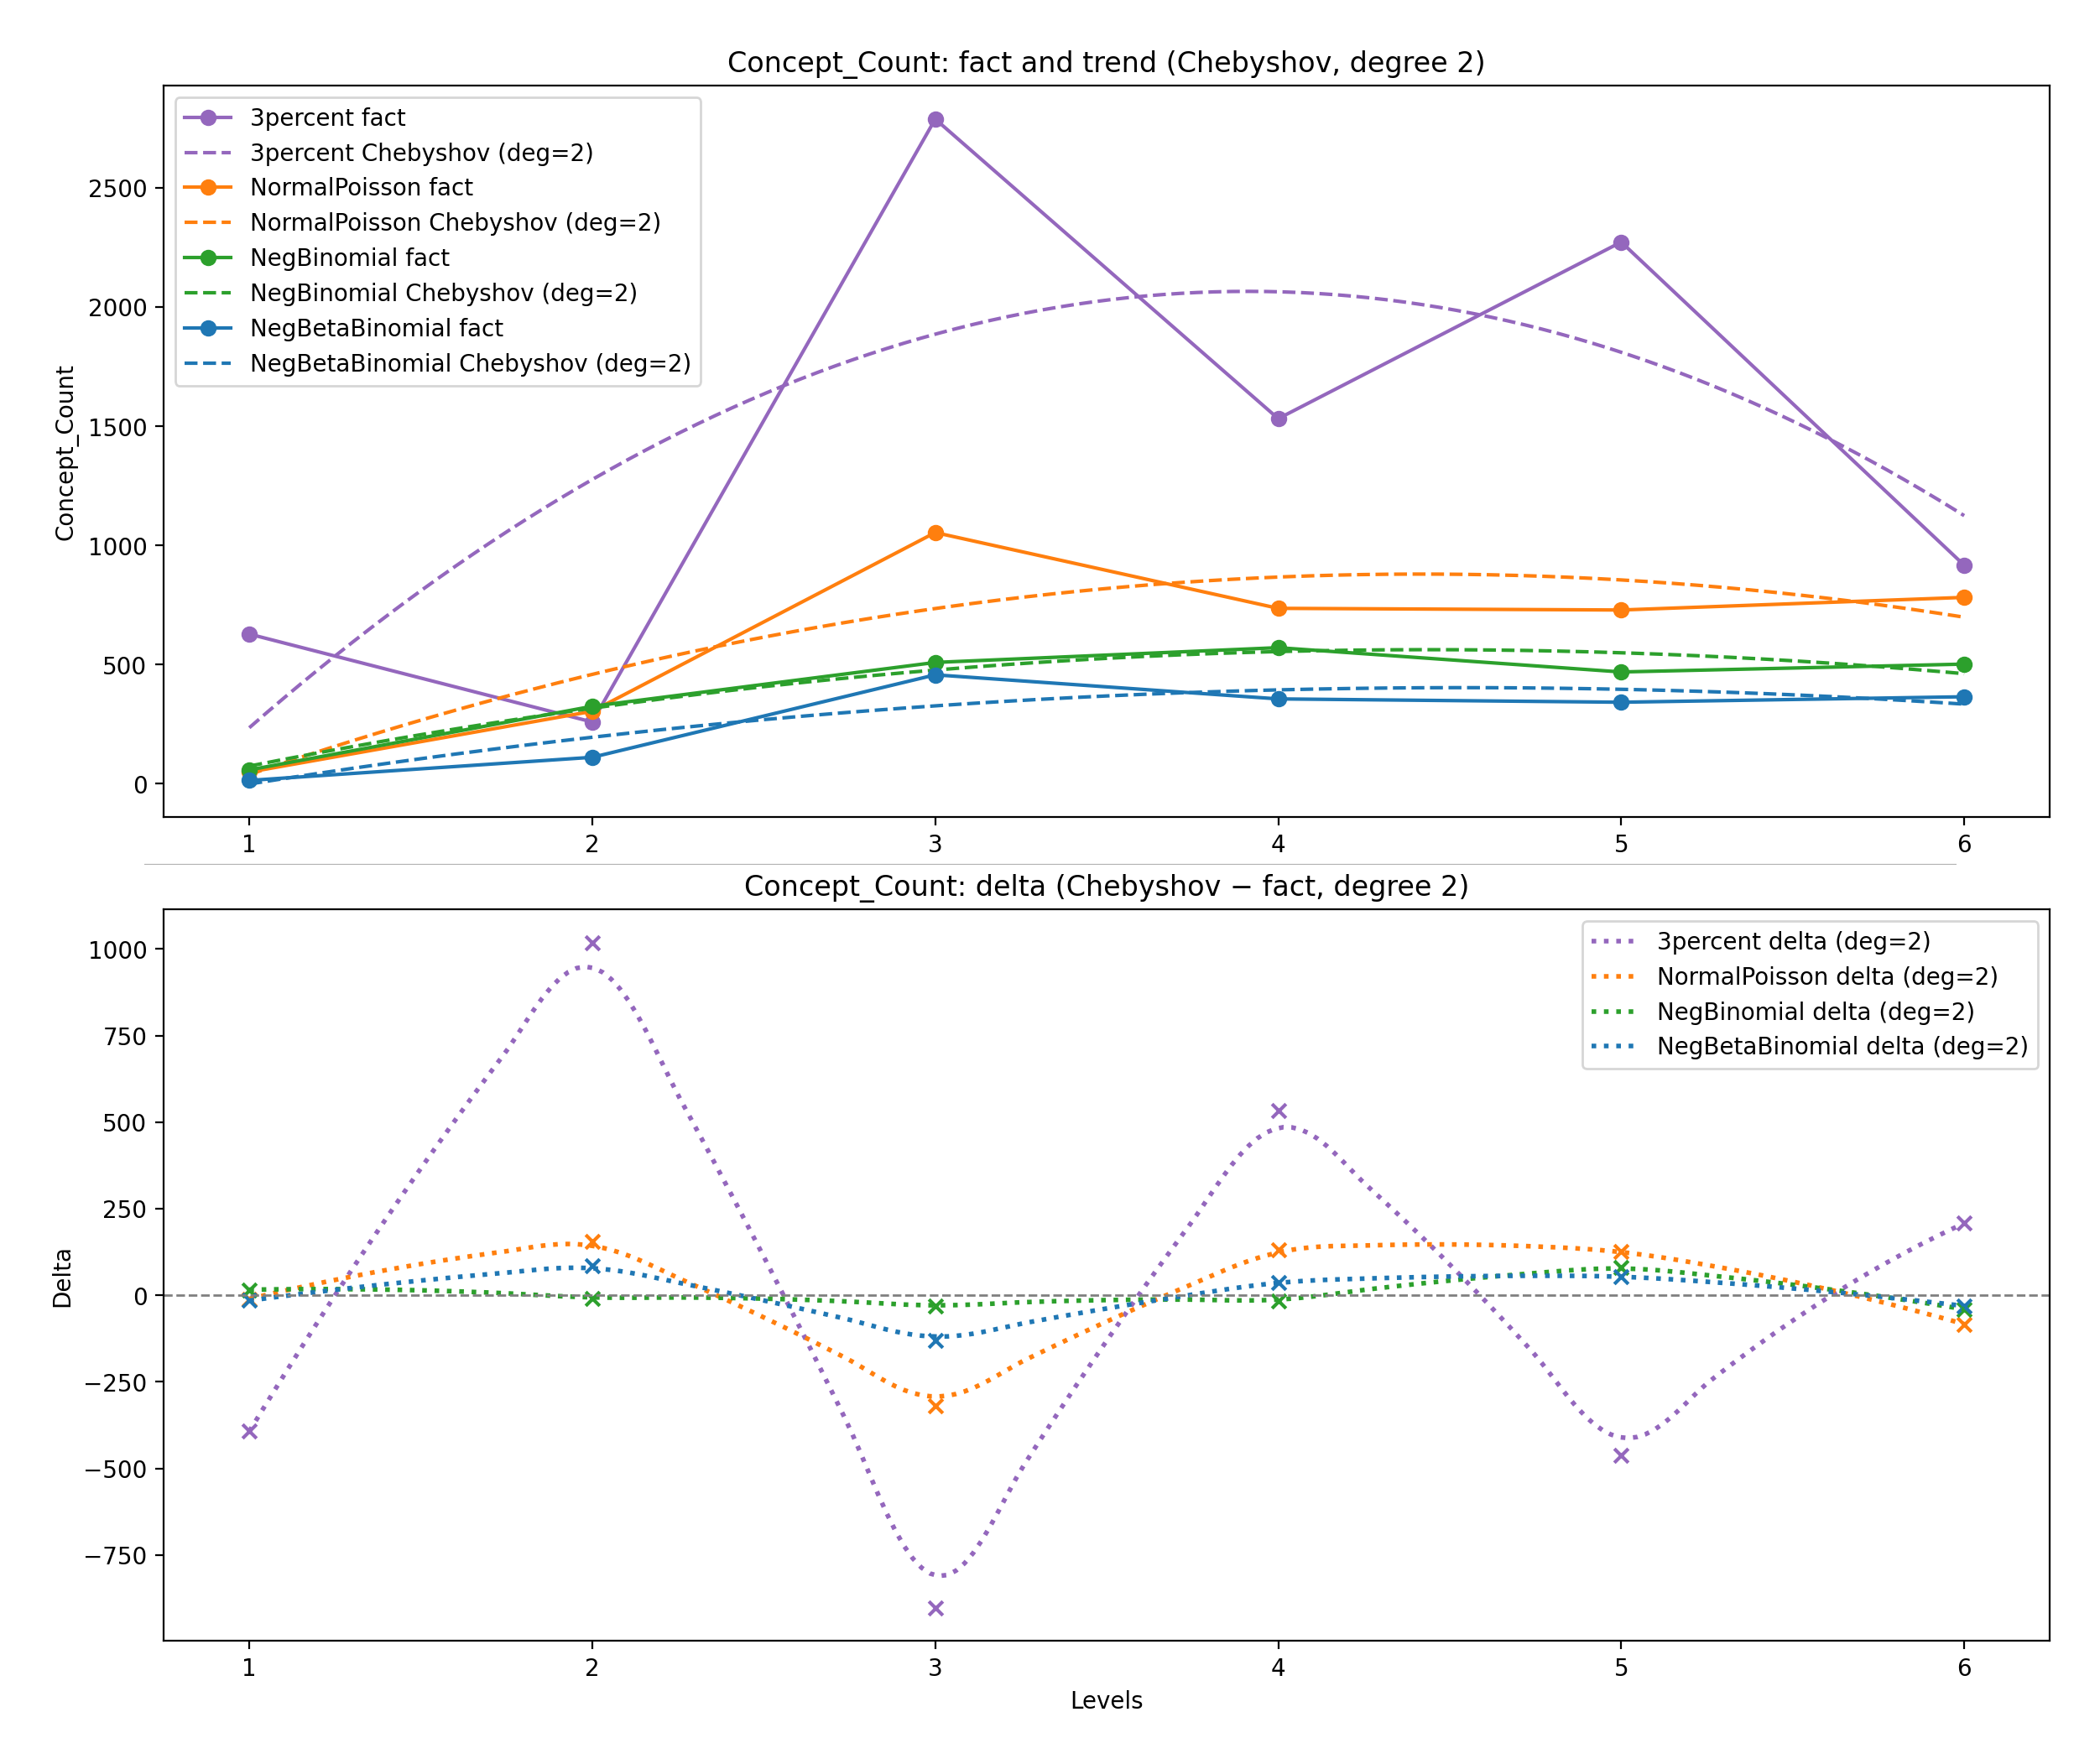 Concept_Count: fact and trend (Chebyshov, degree 2)
3percent fact
3percent Chebyshov (deg=2)
NormalPoisson fact
NormalPoisson Chebyshov (deg=2)
NegBinomial fact
NegBinomial Chebyshov (deg=2)
NegBetaBinomial fact
NegBetaBinomial Chebyshov (deg=2)
Concept_Count
2500
2000
1500
1000
500
0
1 2 3 4 5 6
Concept_Count: delta (Chebyshov − fact, degree 2)
3percent delta (deg=2)
NormalPoisson delta (deg=2)
NegBinomial delta (deg=2)
NegBetaBinomial delta (deg=2)
Delta
1000
750
500
250
0
−250
−500
−750
1 2 3 4 5 6
Levels